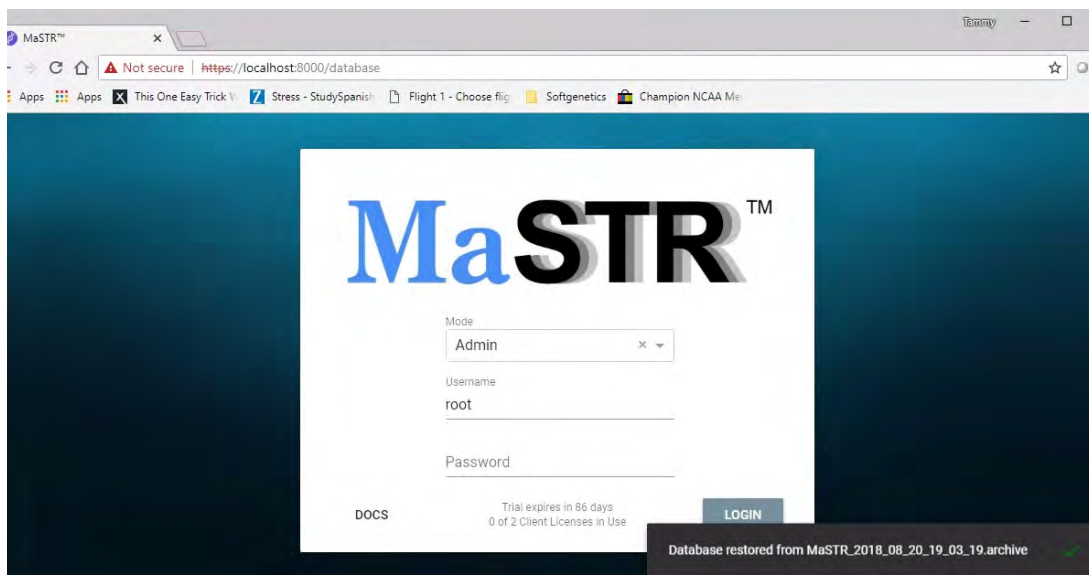 Tammy
MaSTR™
Not secure | https://localhost:8000/database
Apps Apps This One Easy Trick Stress - StudySpanish Flight 1 - Choose flig Softgenetics Champion NCAA Me
MaSTR™
Mode
Admin
Username
root
Password
DOCS
Trial expires in 86 days
0 of 2 Client Licenses in Use
LOGIN
Database restored from MaSTR_2018_08_20_19_03_19.archive